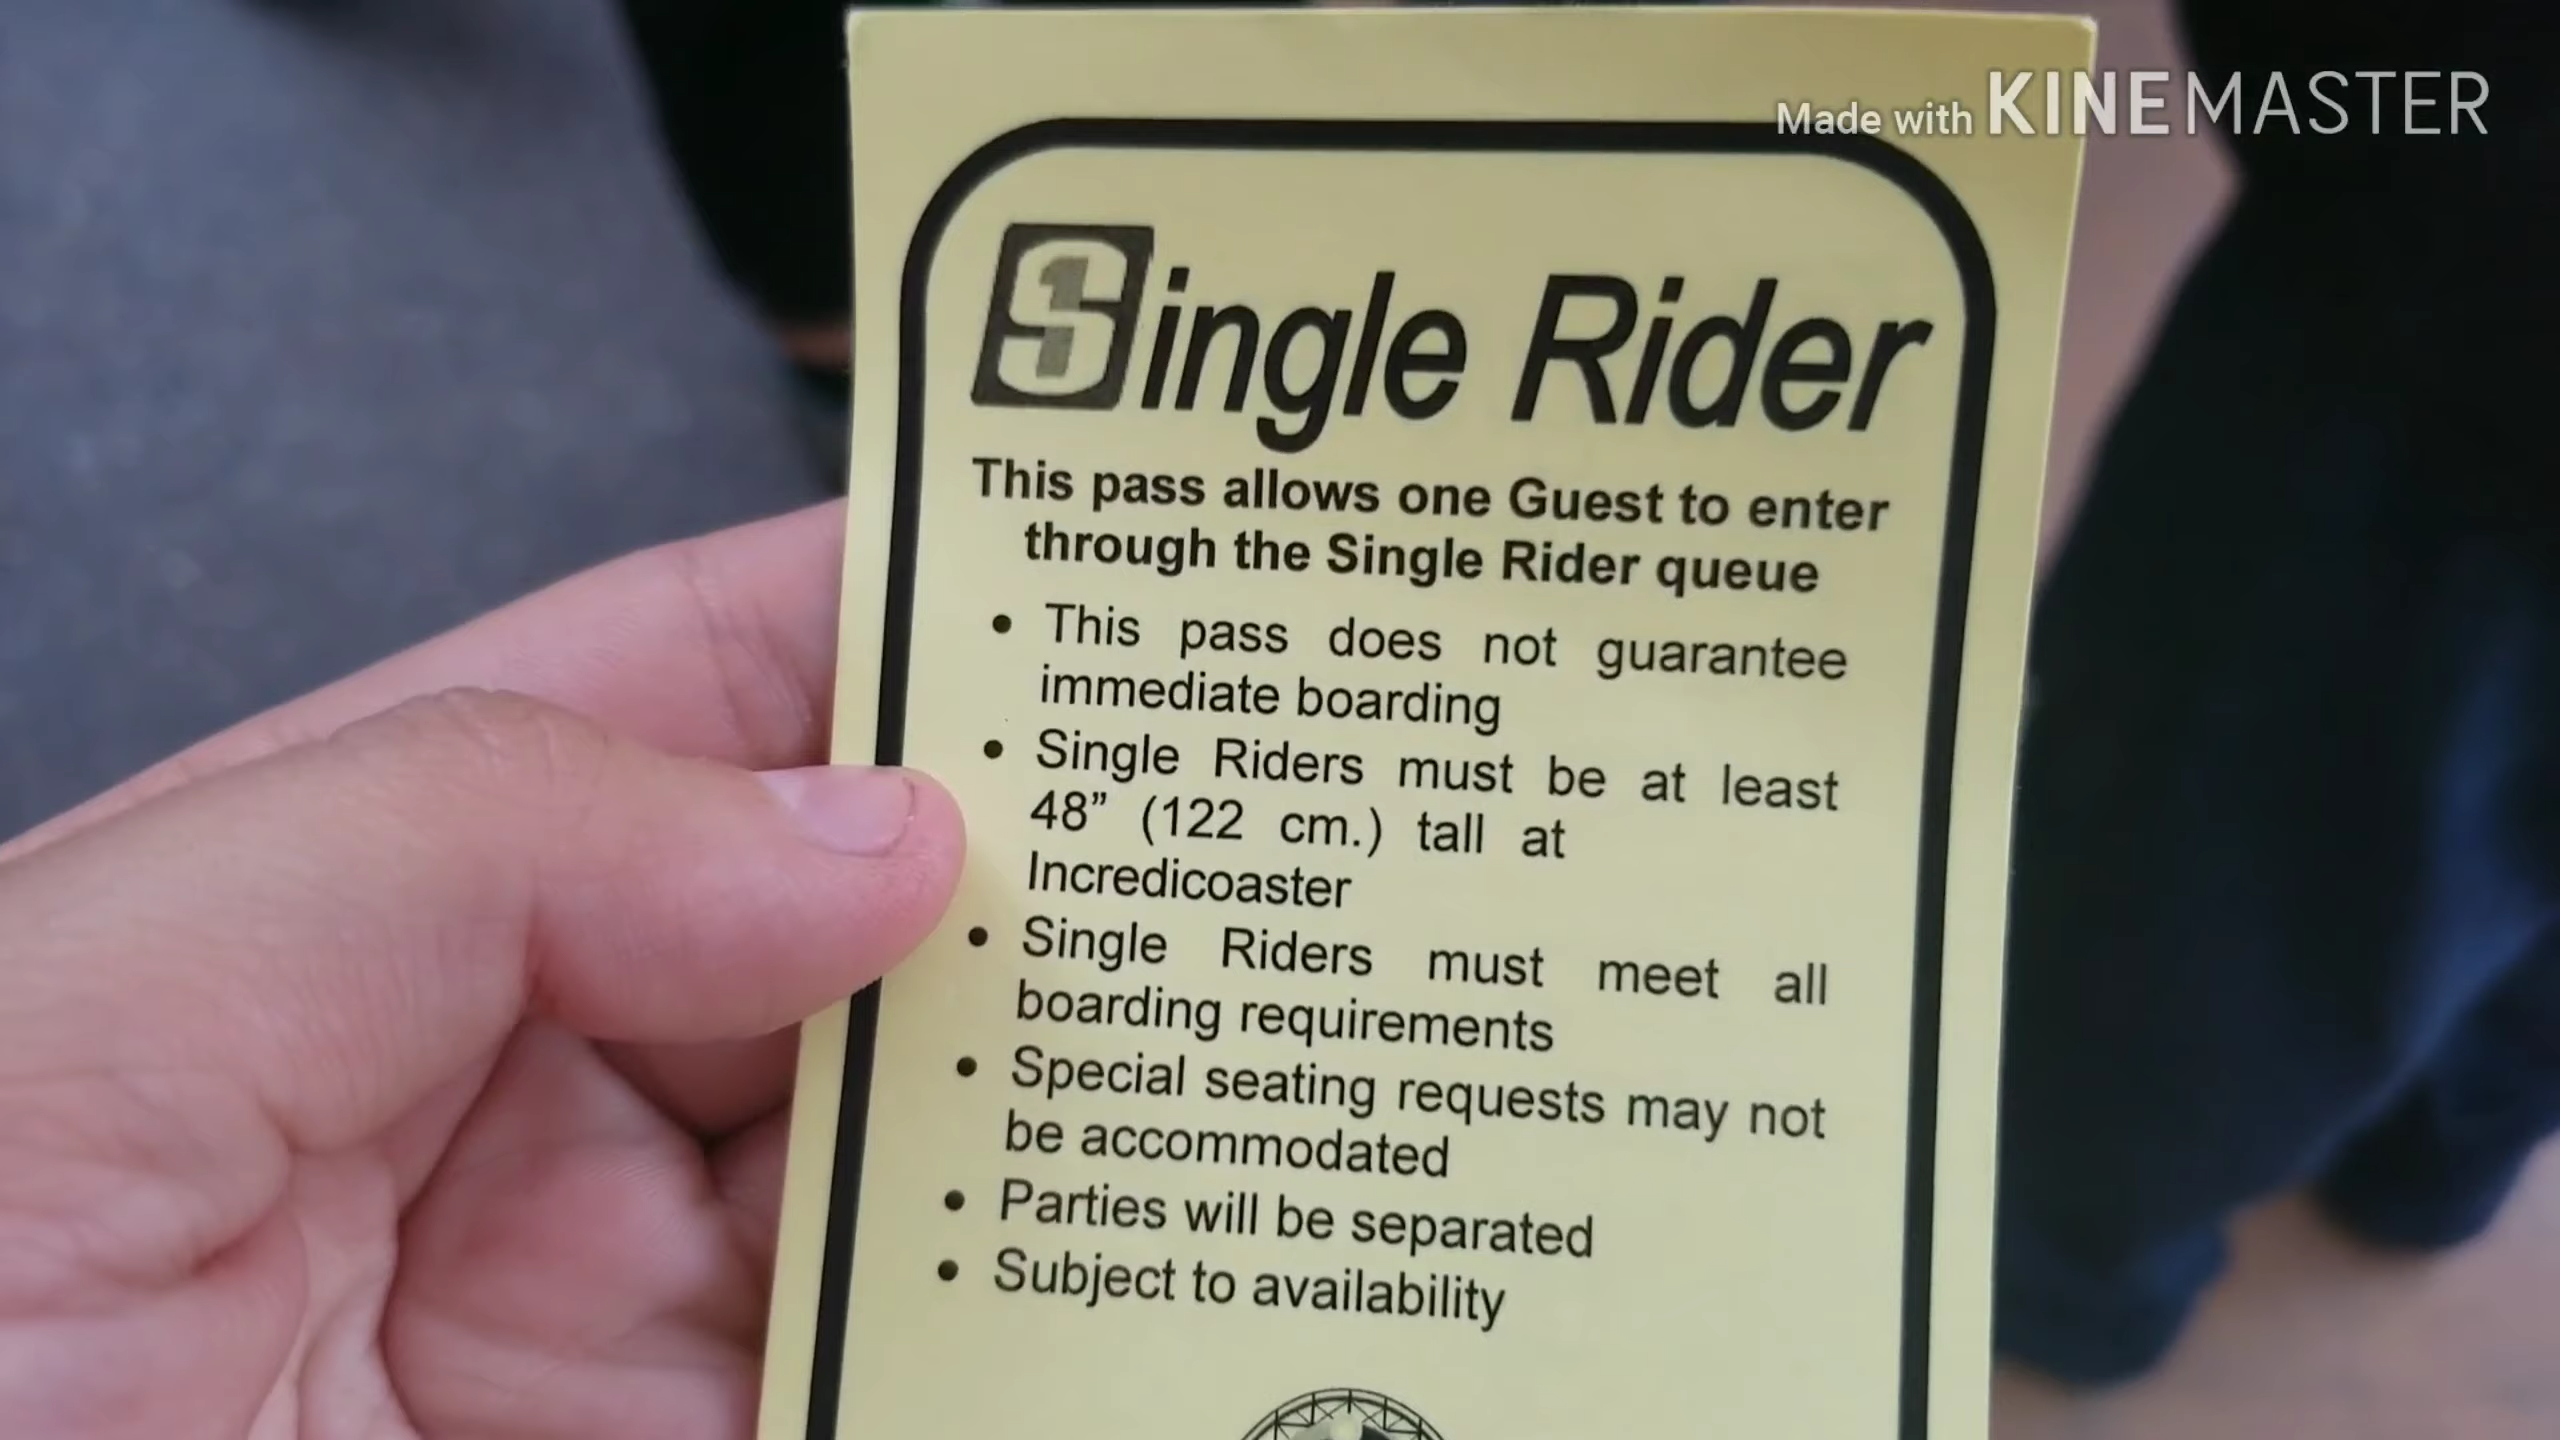 Made with KINEMASTER
Single Rider
This pass allows one Guest to enter
through the Single Rider queue
• This pass does not guarantee
immediate boarding
• Single Riders must be at least
48” (122 cm.) tall at
Incredicoaster
• Single Riders must meet all
boarding requirements
• Special seating requests may not
be accommodated
• Parties will be separated
• Subject to availability